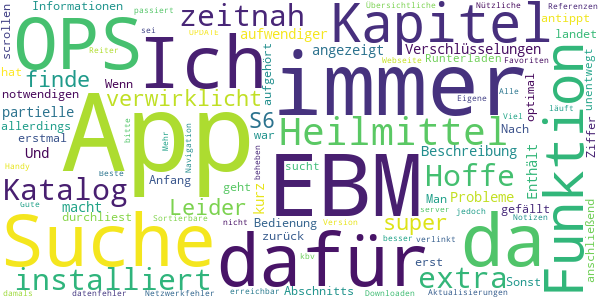 Informationen passiert Übersichtliche Nützliche Referenzen
scrollen OPS Ich zeitnah Kapitel antippt
Reiter sei UPDATE aufwendiger Webseite Favoriten landet
hat finde Wenn aufgehört angezeigt Verschlüsselungen
notwendigen verwirklicht immer Runterladen Eigene Alle optimal unentwegt
partielle S6 Nach Viel läuft
allerdings bitte Mehr war Heilmittel Ziffer
erstmal App Navigation EBM Beschreibung Enthält Funktion
Und Anfang geht sucht Hoffe Man gefällt
Katalog macht Leider kurz beheben super Probleme
Handy durchliest Bedienung server jedoch Notizen
Beste Sortierbare zurück erst besser verlinkt
Suche nicht Version dafür extra da Sonst anschließend
Gute installiert kbv Downloaden Aktualisierungen
damals datenfehler Netzwerkfehler erreichbar Abschnitts